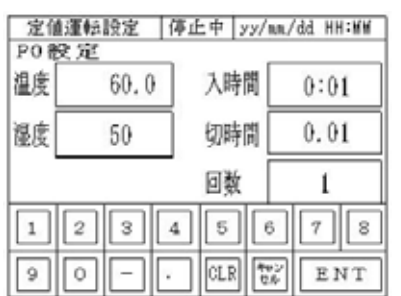 定値運転設定 停止中 yy/mm/dd HH:MM
PO設定
温度 60.0 入時間 0:01
湿度 50 切時間 0.01
回数 1
1 2 3 4 5 6 7 8
9 0 - . CLR キャンセル ENT